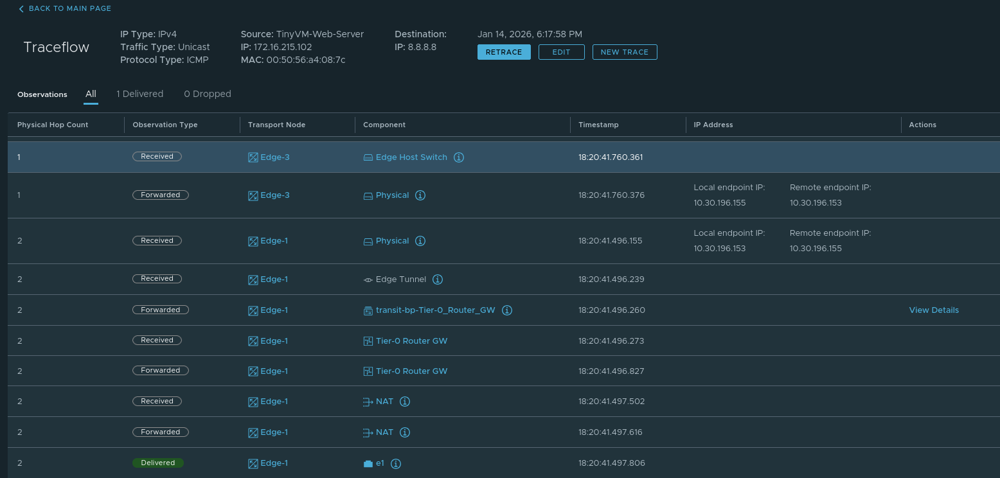 BACK TO MAIN PAGE
Traceflow
IP Type: IPv4
Traffic Type: Unicast
Protocol Type: ICMP
Source: TinyVM-Web-Server
IP: 172.16.215.102
MAC: 00:50:56:a4:08:7c
Destination:
IP: 8.8.8.8
Jan 14, 2026, 6:17:58 PM
RETRACE EDIT NEW TRACE
Observations All 1 Delivered 0 Dropped
Physical Hop Count Observation Type Transport Node Component Timestamp IP Address Actions
1 Received Edge-3 Edge Host Switch 18:20:41.760.361
1 Forwarded Edge-3 Physical 18:20:41.760.376 Local endpoint IP: Remote endpoint IP:
10.30.196.155 10.30.196.153
2 Received Edge-1 Physical 18:20:41.496.155 Local endpoint IP: Remote endpoint IP:
10.30.196.153 10.30.196.155
2 Received Edge-1 Edge Tunnel 18:20:41.496.239
2 Forwarded Edge-1 transit-bp-Tier-0_Router_GW 18:20:41.496.260 View Details
2 Received Edge-1 Tier-0 Router GW 18:20:41.496.273
2 Forwarded Edge-1 Tier-0 Router GW 18:20:41.496.827
2 Received Edge-1 NAT 18:20:41.497.502
2 Forwarded Edge-1 NAT 18:20:41.497.616
2 Delivered Edge-1 e1 18:20:41.497.806